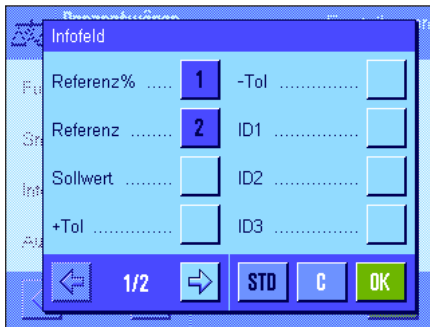 Infofeld
Referenz% ..... 1
Referenz ........ 2
Sollwert .........
+Tol ...............
-Tol ................
ID1 ................
ID2 ................
ID3 ................
1/2
STD C OK